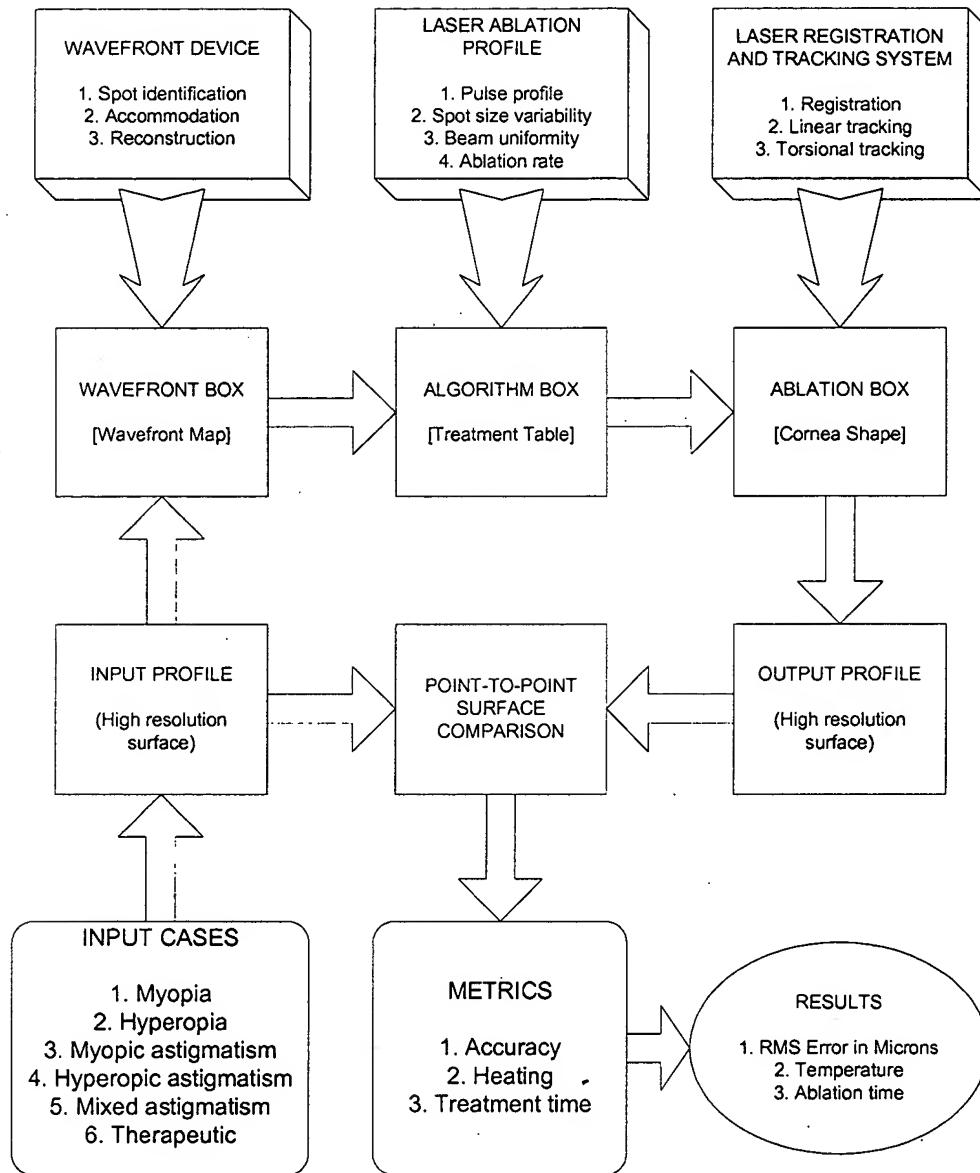 WAVEFRONT DEVICE
1. Spot identification
2. Accommodation
3. Reconstruction
LASER ABLATION
PROFILE
1. Pulse profile
2. Spot size variability
3. Beam uniformity
4. Ablation rate
LASER REGISTRATION
AND TRACKING SYSTEM
1. Registration
2. Linear tracking
3. Torsional tracking
WAVEFRONT BOX
[Wavefront Map]
ALGORITHM BOX
[Treatment Table]
ABLATION BOX
[Cornea Shape]
INPUT PROFILE
(High resolution
surface)
POINT-TO-POINT
SURFACE
COMPARISON
OUTPUT PROFILE
(High resolution
surface)
INPUT CASES
1. Myopia
2. Hyperopia
3. Myopic astigmatism
4. Hyperopic astigmatism
5. Mixed astigmatism
6. Therapeutic
METRICS
1. Accuracy
2. Heating
3. Treatment time
RESULTS
1. RMS Error in Microns
2. Temperature
3. Ablation time